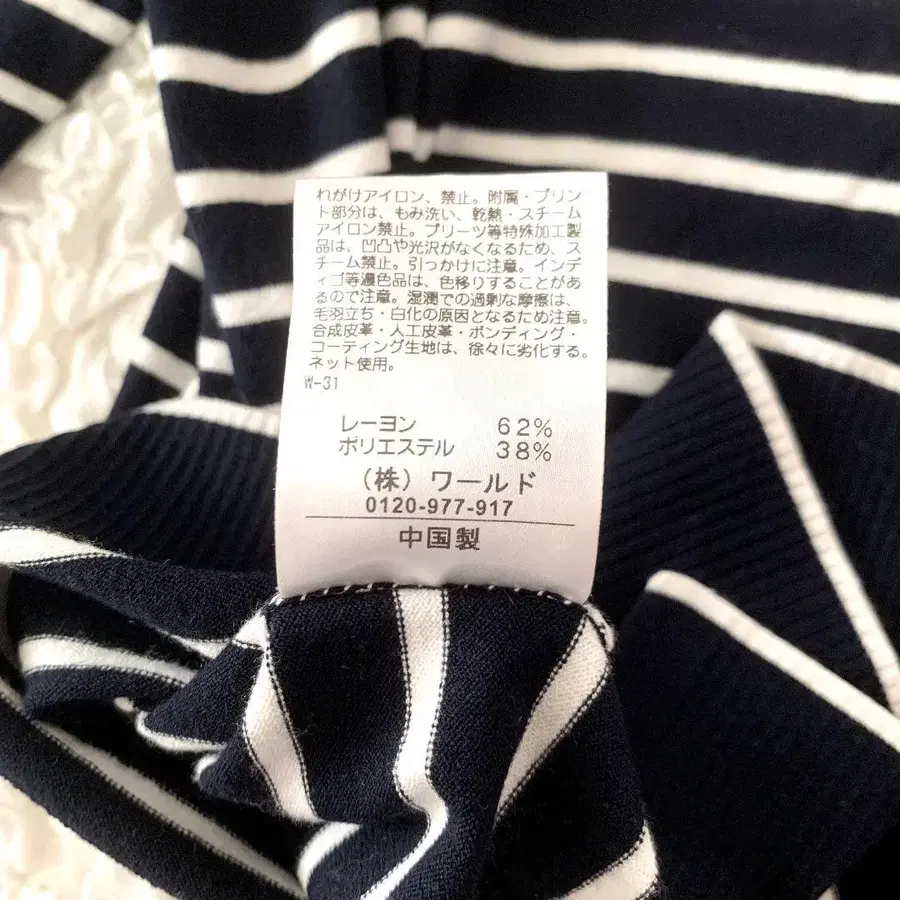 れがけアイロン、禁止。附属・プリン
ト部分は、もみ洗い、乾熱・スチーム
アイロン禁止。プリーツ等特殊加工製
品は、凹凸や光沢がなくなるため、ス
チーム禁止。引っかけに注意。インデ
ィゴ等濃色品は、色移りすることがあ
るので注意。湿潤での過剰な摩擦は、
毛羽立ち・白化の原因となるため注意。
合成皮革・人工皮革・ボンディング・
コーティング生地は、徐々に劣化する。
ネット使用。
W-31
レーヨン 62%
ポリエステル 38%
(株) ワールド
0120-977-917
中国製